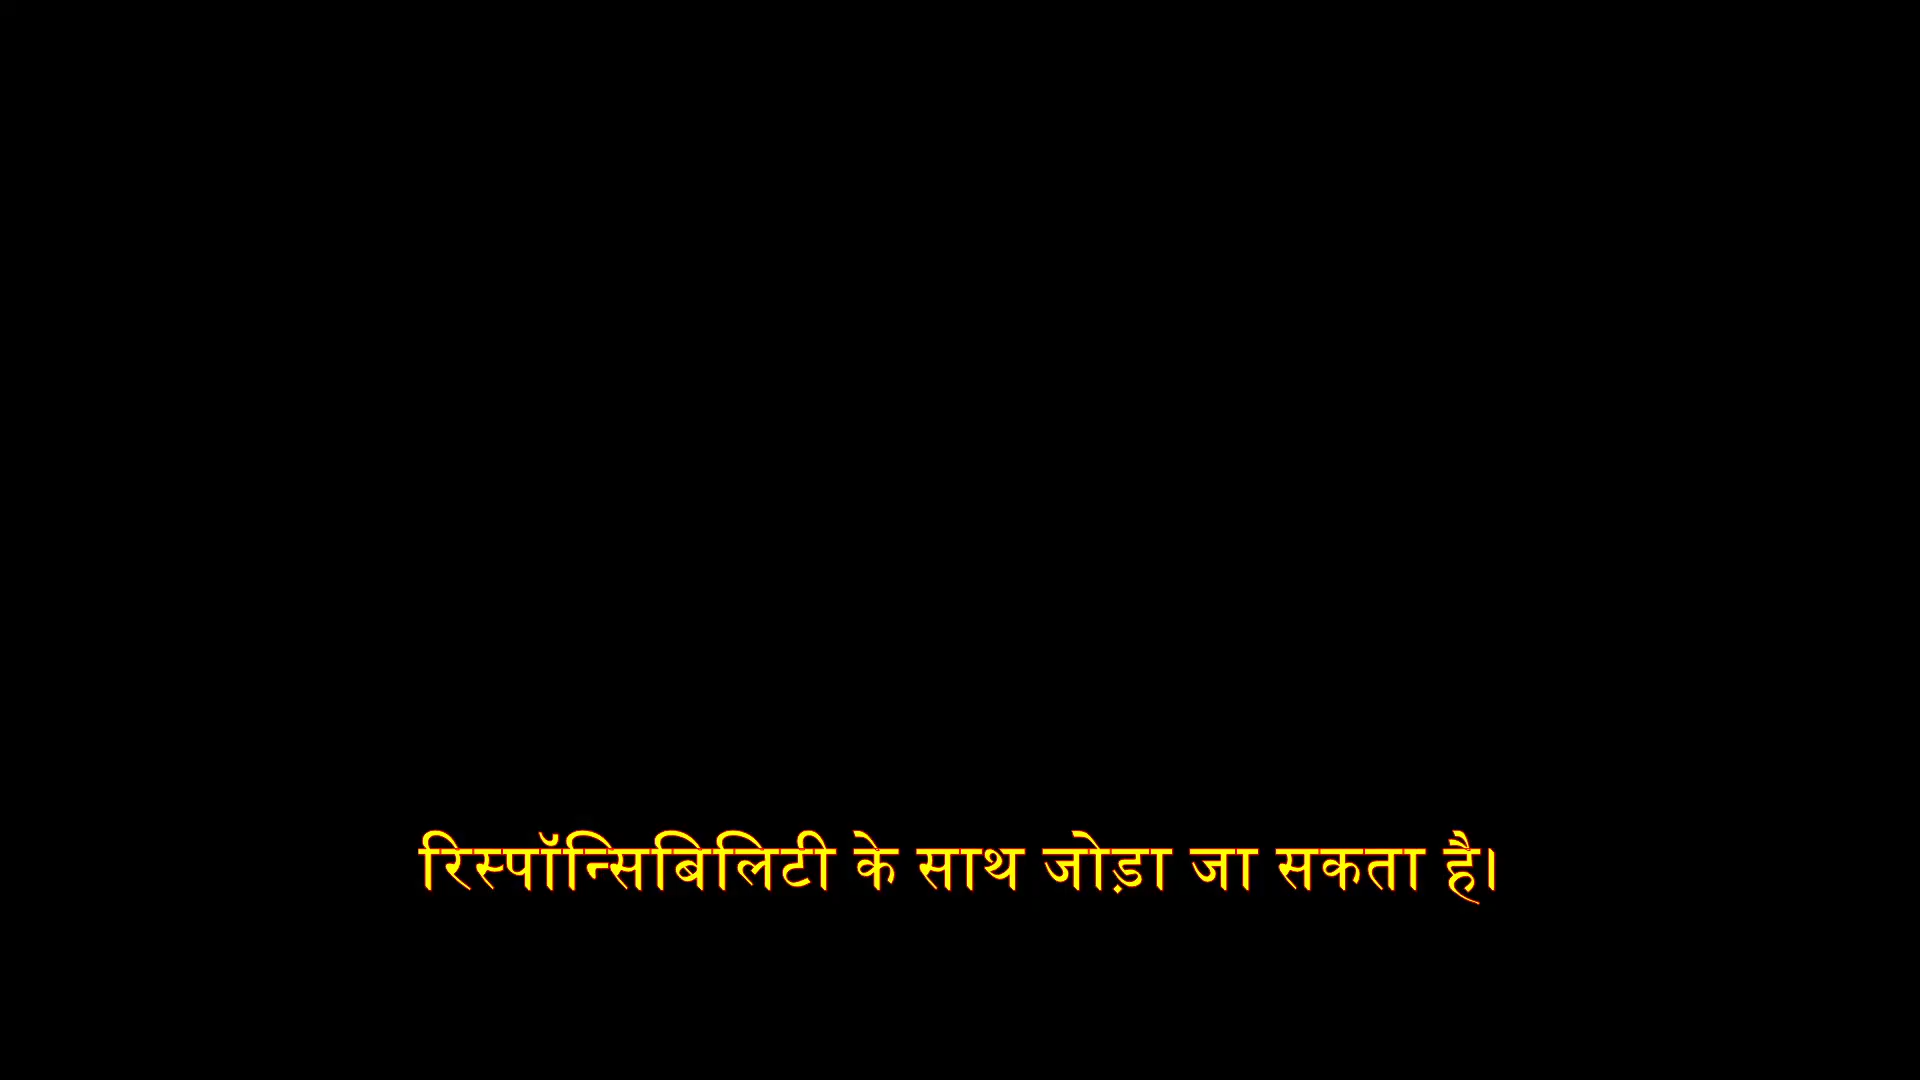 रिस्पॉन्सिबिलिटी के साथ जोड़ा जा सकता है।